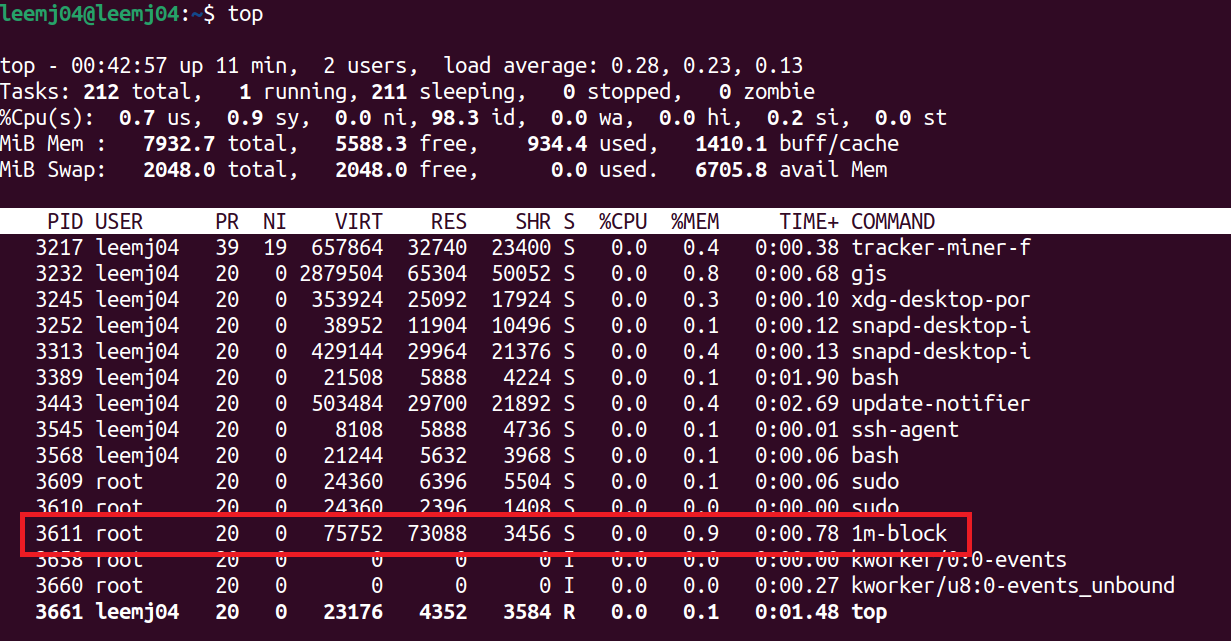 leemj04@leemj04:~$ top
top - 00:42:57 up 11 min,  2 users,  load average: 0.28, 0.23, 0.13
Tasks: 212 total,   1 running, 211 sleeping,   0 stopped,   0 zombie
%Cpu(s):  0.7 us,  0.9 sy,  0.0 ni, 98.3 id,  0.0 wa,  0.0 hi,  0.2 si,  0.0 st
MiB Mem :   7932.7 total,   5588.3 free,    934.4 used,   1410.1 buff/cache
MiB Swap:   2048.0 total,   2048.0 free,      0.0 used.   6705.8 avail Mem
PID USER      PR  NI    VIRT    RES    SHR S  %CPU  %MEM     TIME+ COMMAND
3217 leemj04   39  19  657864  32740  23400 S   0.0   0.4   0:00.38 tracker-miner-f
3232 leemj04   20   0 2879504  65304  50052 S   0.0   0.8   0:00.68 gjs
3245 leemj04   20   0  353924  25092  17924 S   0.0   0.3   0:00.10 xdg-desktop-por
3252 leemj04   20   0   38952  11904  10496 S   0.0   0.1   0:00.12 snapd-desktop-i
3313 leemj04   20   0  429144  29964  21376 S   0.0   0.4   0:00.13 snapd-desktop-i
3389 leemj04   20   0   21508   5888   4224 S   0.0   0.1   0:01.90 bash
3443 leemj04   20   0  503484  29700  21892 S   0.0   0.4   0:02.69 update-notifier
3545 leemj04   20   0    8108   5888   4736 S   0.0   0.1   0:00.01 ssh-agent
3568 leemj04   20   0   21244   5632   3968 S   0.0   0.1   0:00.06 bash
3609 root      20   0   24360   6396   5504 S   0.0   0.1   0:00.06 sudo
3610 root      20   0   24360   2396   1408 S   0.0   0.0   0:00.00 sudo
3611 root      20   0   75752  73088   3456 S   0.0   0.9   0:00.78 1m-block
3658 root      20   0       0      0      0 I   0.0   0.0   0:00.00 kworker/0:0-events
3660 root      20   0       0      0      0 I   0.0   0.0   0:00.27 kworker/u8:0-events_unbound
3661 leemj04   20   0   23176   4352   3584 R   0.0   0.1   0:01.48 top